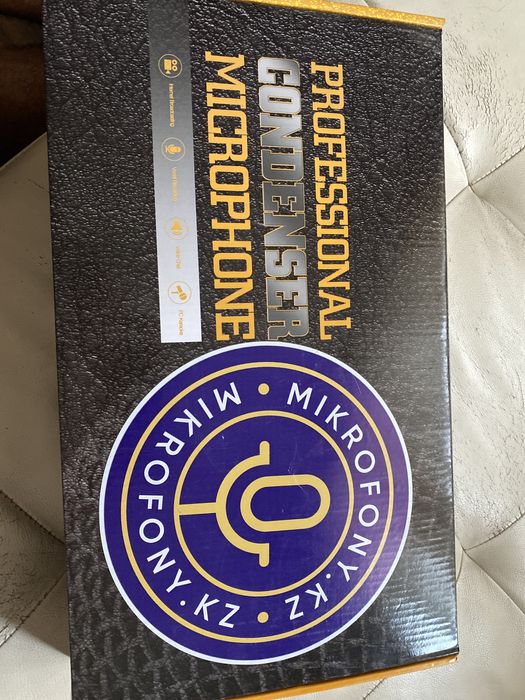 PROFESSIONAL
CONDENSER
MICROPHONE
MIKROFONY.KZ • MIKROFONY.KZ •